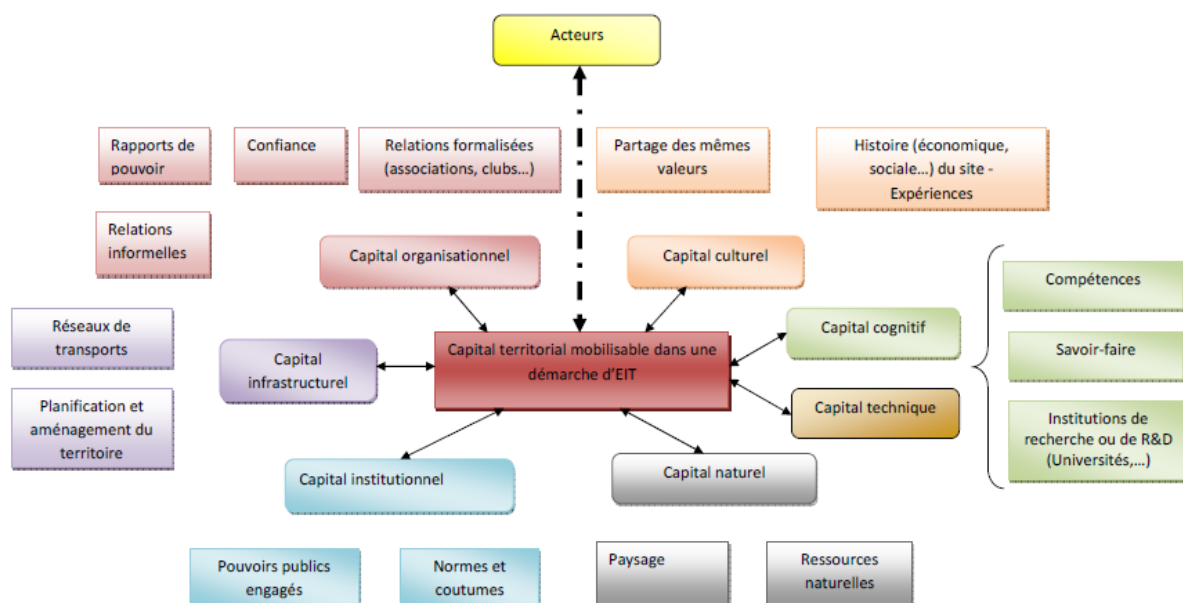 Acteurs
Rapports de
pouvoir
Confiance
Relations formalisées
(associations, clubs…)
Partage des mêmes
valeurs
Histoire (économique,
sociale…) du site -
Expériences
Relations
informelles
Capital organisationnel
Capital culturel
Compétences
Réseaux de
transports
Capital
infrastructurel
Capital territorial mobilisable dans une
démarche d’EIT
Capital cognitif
Savoir-faire
Planification et
aménagement du
territoire
Capital technique
Institutions de
recherche ou de R&D
(Universités,…)
Capital institutionnel
Capital naturel
Pouvoirs publics
engagés
Normes et
coutumes
Paysage
Ressources
naturelles